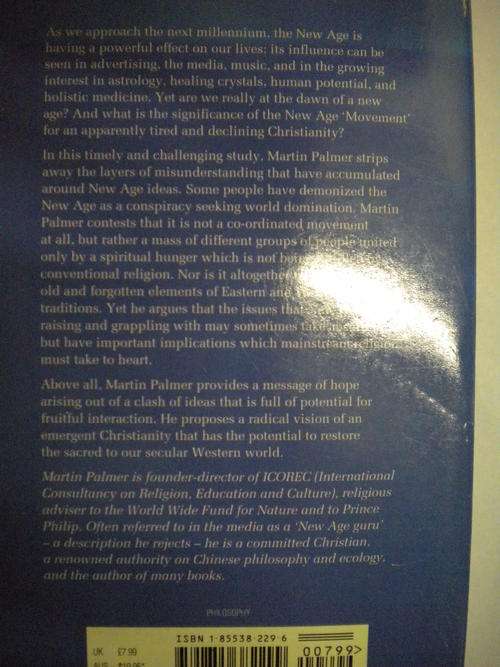 As we approach the next millennium, the New Age is
having a powerful effect on our lives; its influence can be
seen in advertising, the media, music, and in the growing
interest in astrology, healing crystals, human potential, and
holistic medicine. Yet are we really at the dawn of a new
age? And what is the significance of the New Age 'Movement'
for an apparently tired and declining Christianity?
In this timely and challenging study, Martin Palmer strips
away the layers of misunderstanding that have accumulated
around New Age ideas. Some people have demonized the
New Age as a conspiracy seeking world domination. Martin
Palmer contests that it is not a co-ordinated movement
at all, but rather a mass of different groups of people united
only by a spiritual hunger which is not
conventional religion. Nor is it altogether
old and forgotten elements of Eastern and
traditions. Yet he argues that the issues that
raising and grappling with may sometimes take
but have important implications which mainstream religion
must take to heart.
Above all, Martin Palmer provides a message of hope
arising out of a clash of ideas that is full of potential for
fruitful interaction. He proposes a radical vision of an
emergent Christianity that has the potential to restore
the sacred to our secular Western world.
Martin Palmer is founder-director of ICOREC (International
Consultancy on Religion, Education and Culture), religious
adviser to the World Wide Fund for Nature and to Prince
Philip. Often referred to in the media as a 'New Age guru'
– a description he rejects – he is a committed Christian,
a renowned authority on Chinese philosophy and ecology,
and the author of many books.
PHILOSOPHY
ISBN 1-85538-229-6
UK £7.99
00799>